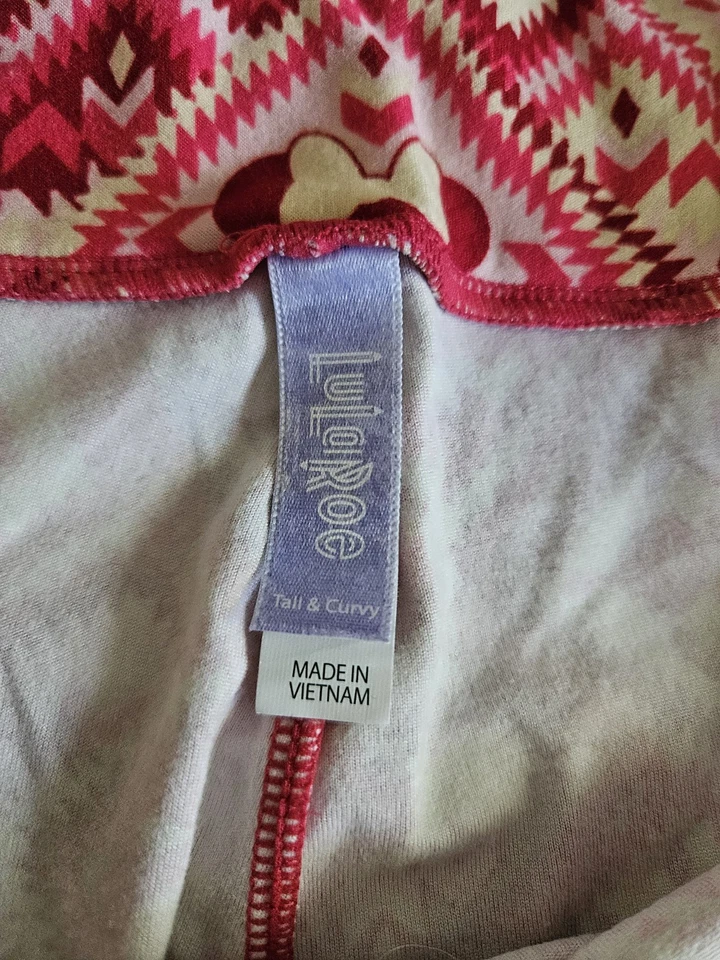 LuLaRoe
Tall & Curvy
MADE IN
VIETNAM